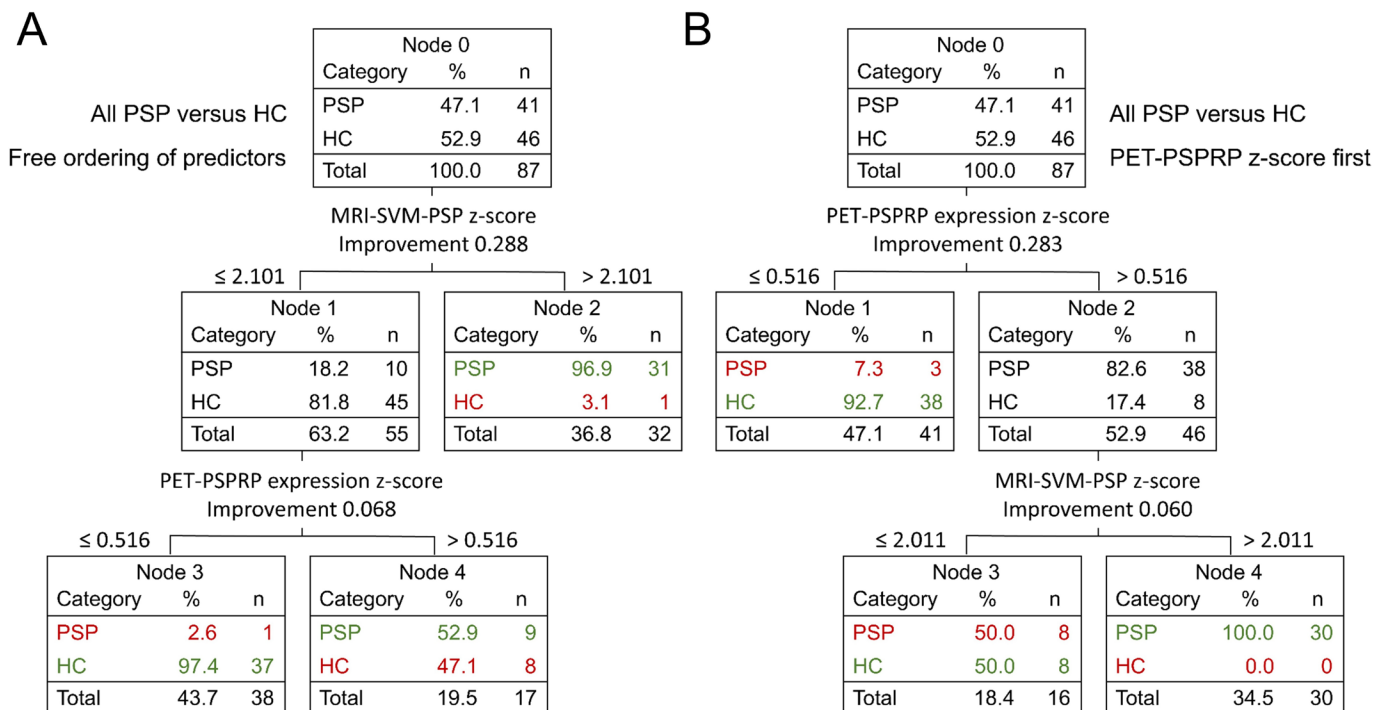 A
All PSP versus HC
Free ordering of predictors
Node 0
Category % n
PSP 47.1 41
HC 52.9 46
Total 100.0 87
MRI-SVM-PSP z-score
Improvement 0.288
≤ 2.101
> 2.101
Node 1
Category % n
PSP 18.2 10
HC 81.8 45
Total 63.2 55
Node 2
Category % n
PSP 96.9 31
HC 3.1 1
Total 36.8 32
PET-PSPRP expression z-score
Improvement 0.068
≤ 0.516
> 0.516
Node 3
Category % n
PSP 2.6 1
HC 97.4 37
Total 43.7 38
Node 4
Category % n
PSP 52.9 9
HC 47.1 8
Total 19.5 17
B
Node 0
Category % n
PSP 47.1 41
HC 52.9 46
Total 100.0 87
All PSP versus HC
PET-PSPRP z-score first
PET-PSPRP expression z-score
Improvement 0.283
≤ 0.516
> 0.516
Node 1
Category % n
PSP 7.3 3
HC 92.7 38
Total 47.1 41
Node 2
Category % n
PSP 82.6 38
HC 17.4 8
Total 52.9 46
MRI-SVM-PSP z-score
Improvement 0.060
≤ 2.011
> 2.011
Node 3
Category % n
PSP 50.0 8
HC 50.0 8
Total 18.4 16
Node 4
Category % n
PSP 100.0 30
HC 0.0 0
Total 34.5 30